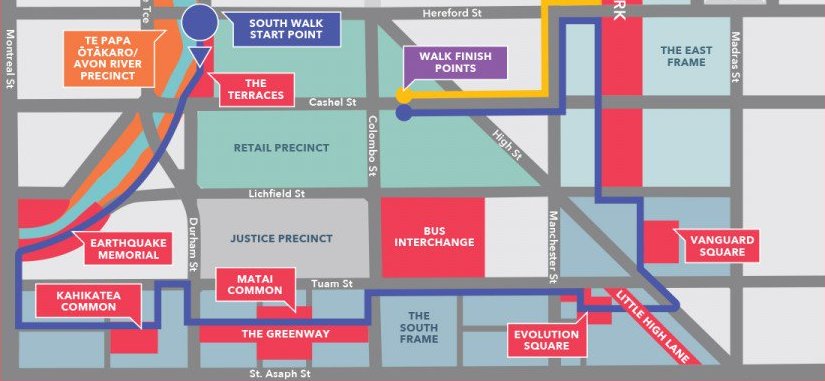 Hereford St
e Tce
RK
SOUTH WALK
START POINT
TE PAPA
ŌTĀKARO/
AVON RIVER
PRECINCT
Montreal St
WALK FINISH
POINTS
THE EAST
FRAME
Madras St
THE
TERRACES
Cashel St
Colombo St
High St
RETAIL PRECINCT
Lichfield St
Durham St
JUSTICE PRECINCT
BUS
INTERCHANGE
Manchester St
EARTHQUAKE
MEMORIAL
VANGUARD
SQUARE
MATAI
COMMON
Tuam St
KAHIKATEA
COMMON
THE GREENWAY
THE
SOUTH
FRAME
EVOLUTION
SQUARE
LITTLE HIGH LANE
St. Asaph St